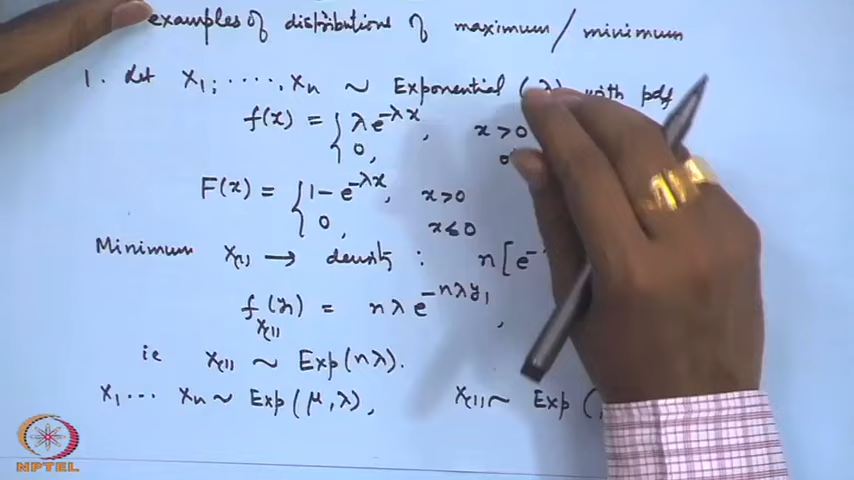 examples of distributions of maximum / minimum
1. Let X₁, ...., Xₙ ~ Exponential (λ) with pdf
f(x) = { λe^{-λx}, x>0
0,
F(x) = { 1 - e^{-λx}, x>0
0, x≤0
Minimum X₍₁₎ → density : n[e^-
f_{X₍₁₎}(y₁) = nλe^{-nλy₁},
ie X₍₁₎ ~ Exp(nλ).
X₁... Xₙ ~ Exp(μ,λ), X₍₁₎ ~ Exp (
NPTEL